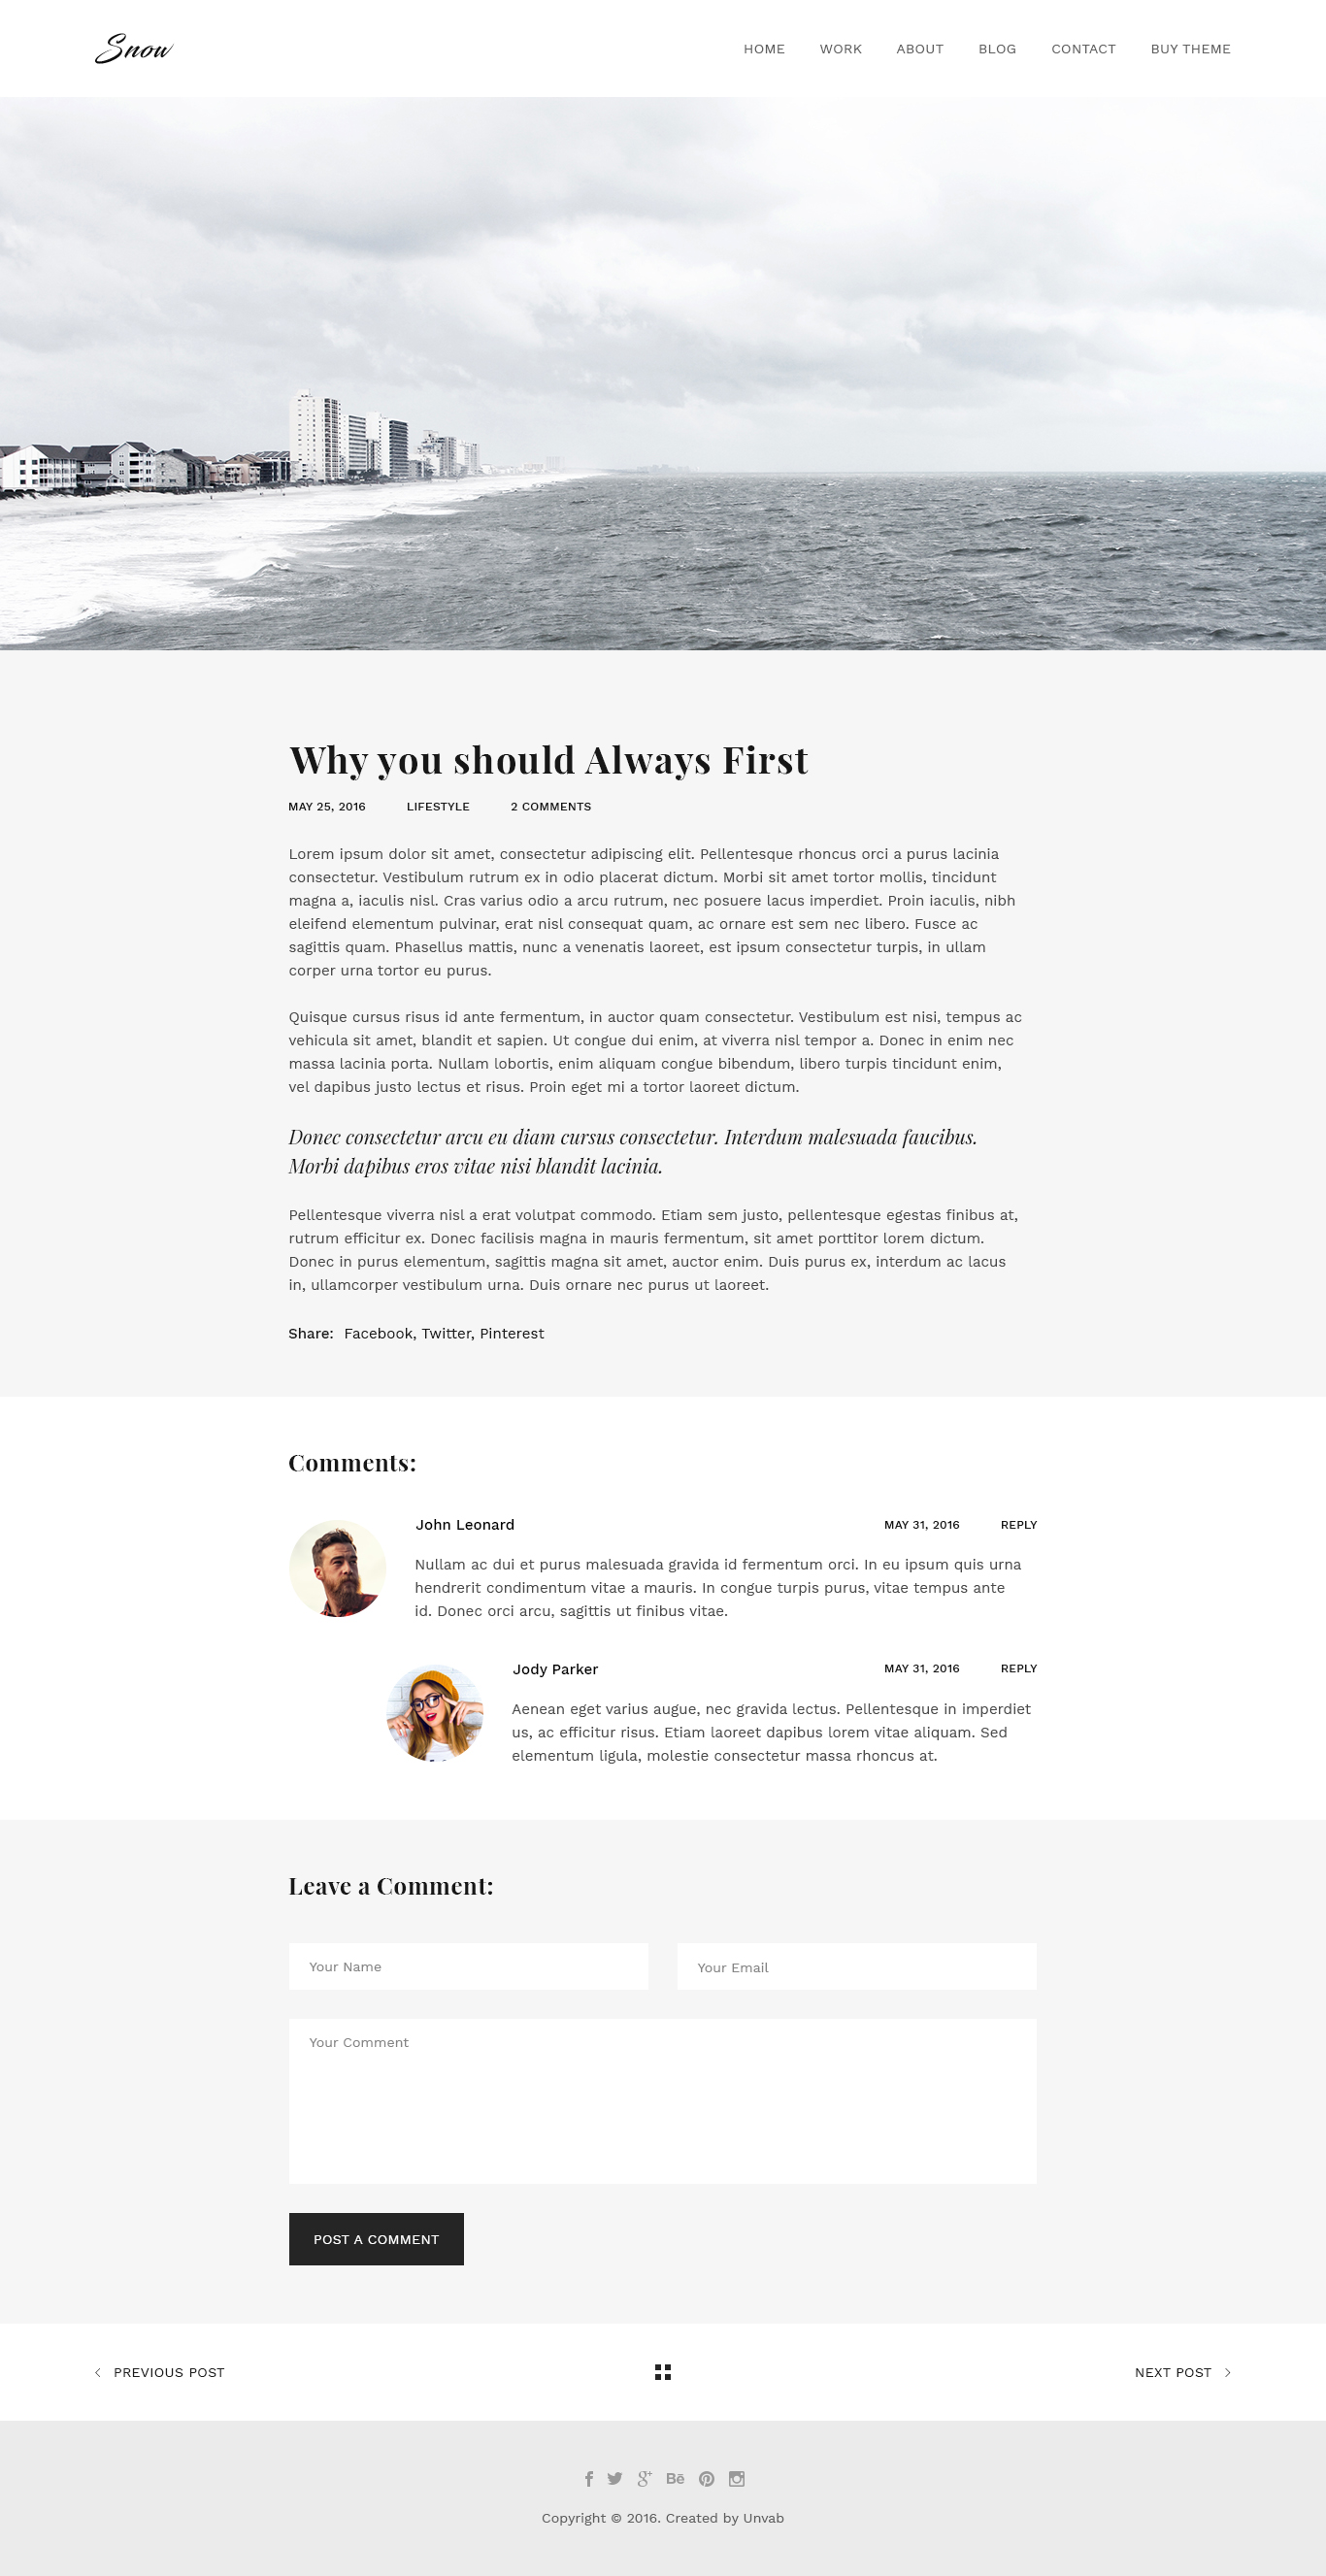 Snow
HOME WORK ABOUT BLOG CONTACT BUY THEME
Why you should Always First
MAY 25, 2016 LIFESTYLE 2 COMMENTS
Lorem ipsum dolor sit amet, consectetur adipiscing elit. Pellentesque rhoncus orci a purus lacinia
consectetur. Vestibulum rutrum ex in odio placerat dictum. Morbi sit amet tortor mollis, tincidunt
magna a, iaculis nisl. Cras varius odio a arcu rutrum, nec posuere lacus imperdiet. Proin iaculis, nibh
eleifend elementum pulvinar, erat nisl consequat quam, ac ornare est sem nec libero. Fusce ac
sagittis quam. Phasellus mattis, nunc a venenatis laoreet, est ipsum consectetur turpis, in ullam
corper urna tortor eu purus.
Quisque cursus risus id ante fermentum, in auctor quam consectetur. Vestibulum est nisi, tempus ac
vehicula sit amet, blandit et sapien. Ut congue dui enim, at viverra nisl tempor a. Donec in enim nec
massa lacinia porta. Nullam lobortis, enim aliquam congue bibendum, libero turpis tincidunt enim,
vel dapibus justo lectus et risus. Proin eget mi a tortor laoreet dictum.
Donec consectetur arcu eu diam cursus consectetur. Interdum malesuada faucibus.
Morbi dapibus eros vitae nisi blandit lacinia.
Pellentesque viverra nisl a erat volutpat commodo. Etiam sem justo, pellentesque egestas finibus at,
rutrum efficitur ex. Donec facilisis magna in mauris fermentum, sit amet porttitor lorem dictum.
Donec in purus elementum, sagittis magna sit amet, auctor enim. Duis purus ex, interdum ac lacus
in, ullamcorper vestibulum urna. Duis ornare nec purus ut laoreet.
Share: Facebook, Twitter, Pinterest
Comments:
John Leonard MAY 31, 2016 REPLY
Nullam ac dui et purus malesuada gravida id fermentum orci. In eu ipsum quis urna
hendrerit condimentum vitae a mauris. In congue turpis purus, vitae tempus ante
id. Donec orci arcu, sagittis ut finibus vitae.
Jody Parker MAY 31, 2016 REPLY
Aenean eget varius augue, nec gravida lectus. Pellentesque in imperdiet
us, ac efficitur risus. Etiam laoreet dapibus lorem vitae aliquam. Sed
elementum ligula, molestie consectetur massa rhoncus at.
Leave a Comment:
Your Name Your Email
Your Comment
POST A COMMENT
PREVIOUS POST NEXT POST
Copyright © 2016. Created by Unvab